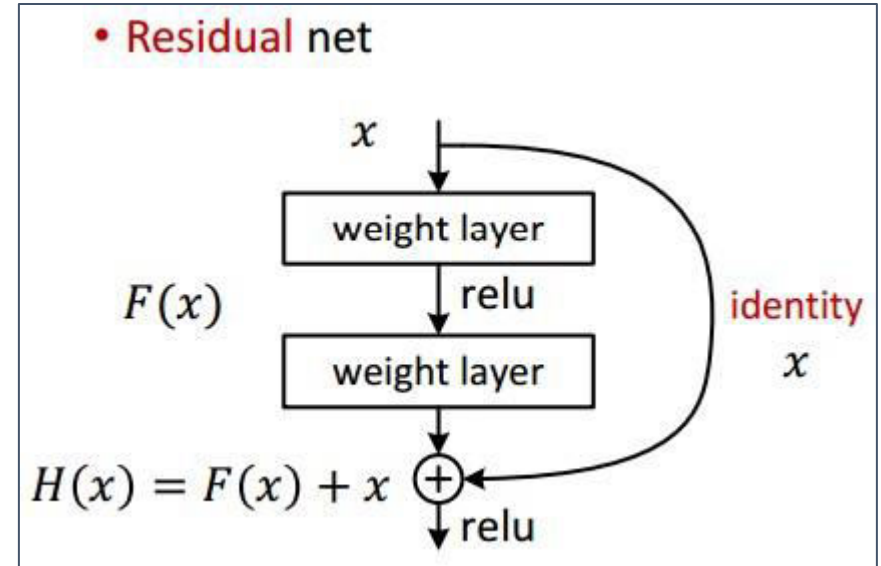 • Residual net
x
weight layer
relu
F(x)
identity
x
weight layer
H(x) = F(x) + x
+
relu